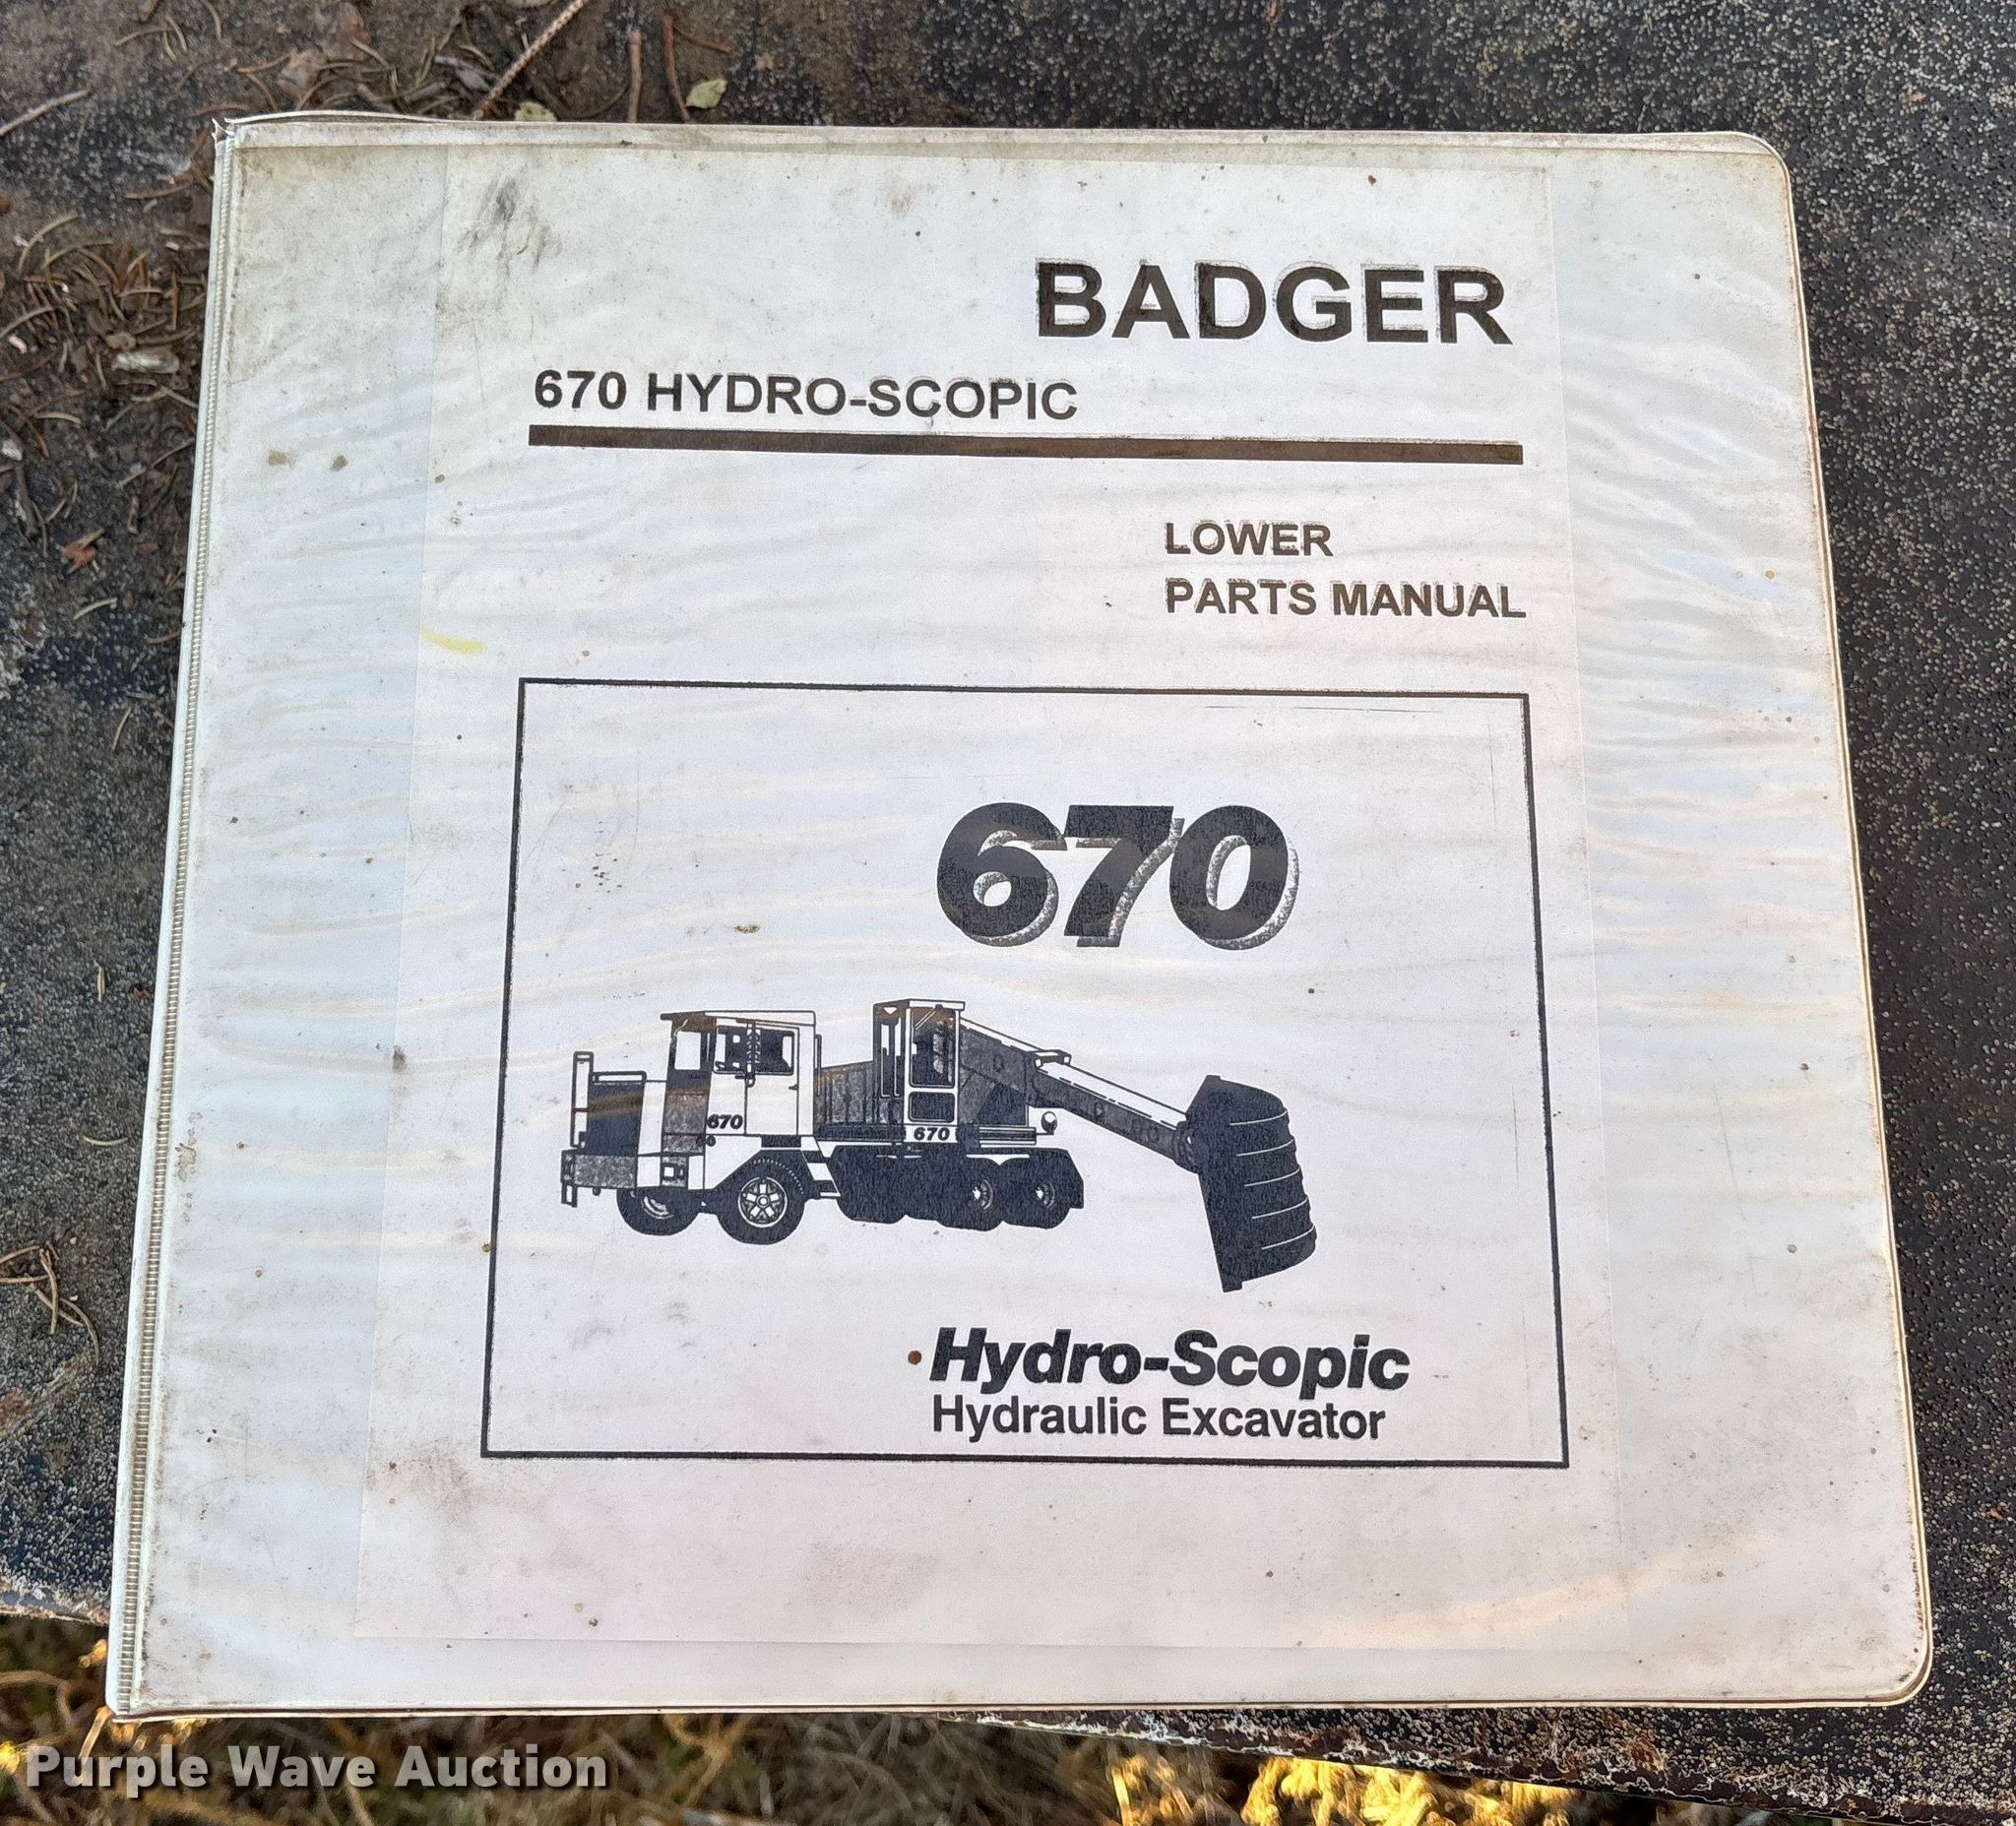 BADGER
670 HYDRO-SCOPIC
LOWER
PARTS MANUAL
670
670
670
Hydro-Scopic
Hydraulic Excavator
Purple Wave Auction